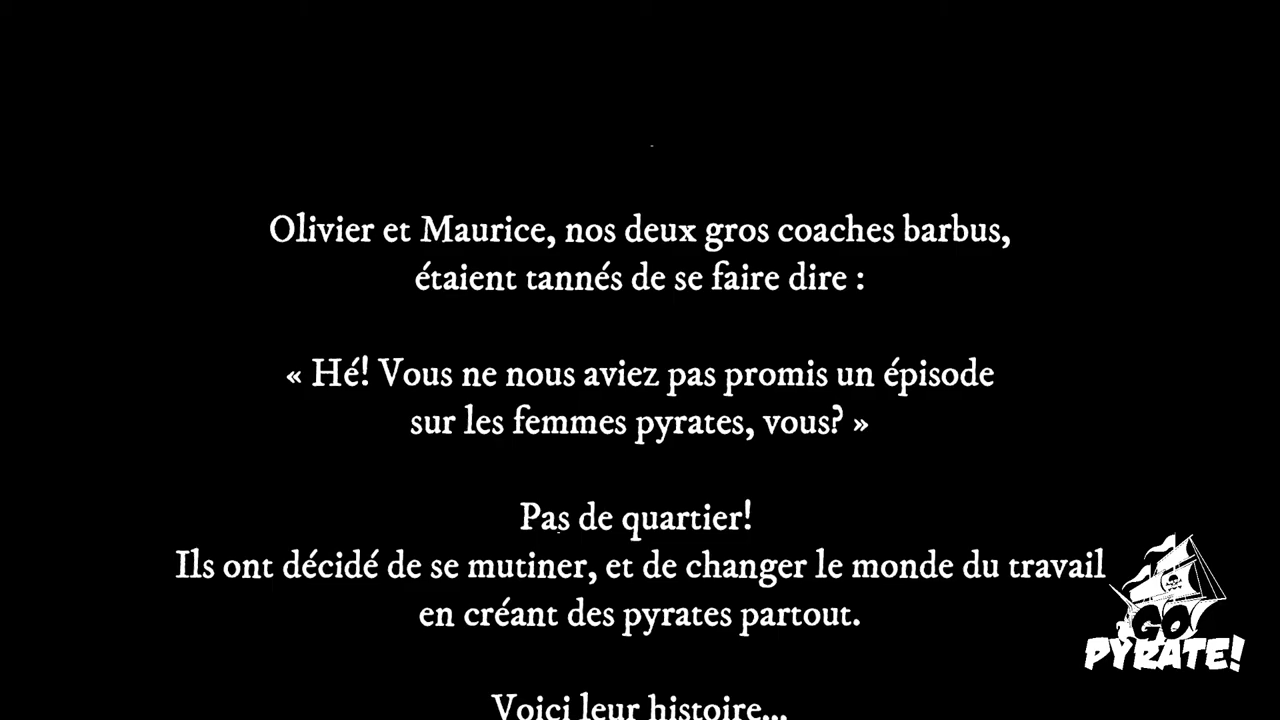 Olivier et Maurice, nos deux gros coaches barbus,
étaient tannés de se faire dire :
« Hé! Vous ne nous aviez pas promis un épisode
sur les femmes pyrates, vous? »
Pas de quartier!
Ils ont décidé de se mutiner, et de changer le monde du travail
en créant des pyrates partout.
Voici leur histoire...
GO
PYRATE!